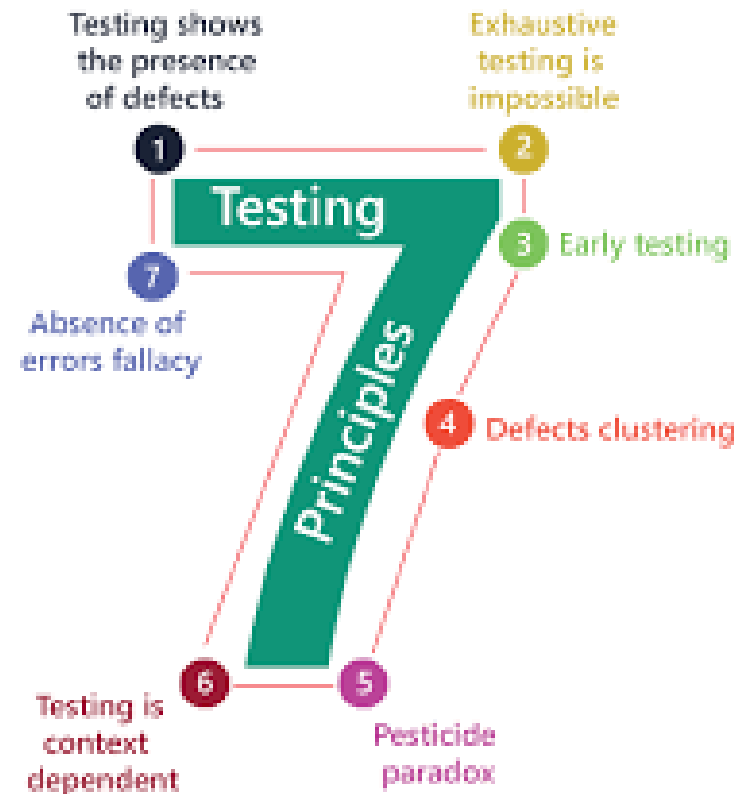 Testing shows
the presence
of defects
1
Exhaustive
testing is
impossible
2
Testing
Principles
3
Early testing
4
Defects clustering
5
Pesticide
paradox
6
Testing is
context
dependent
7
Absence of
errors fallacy